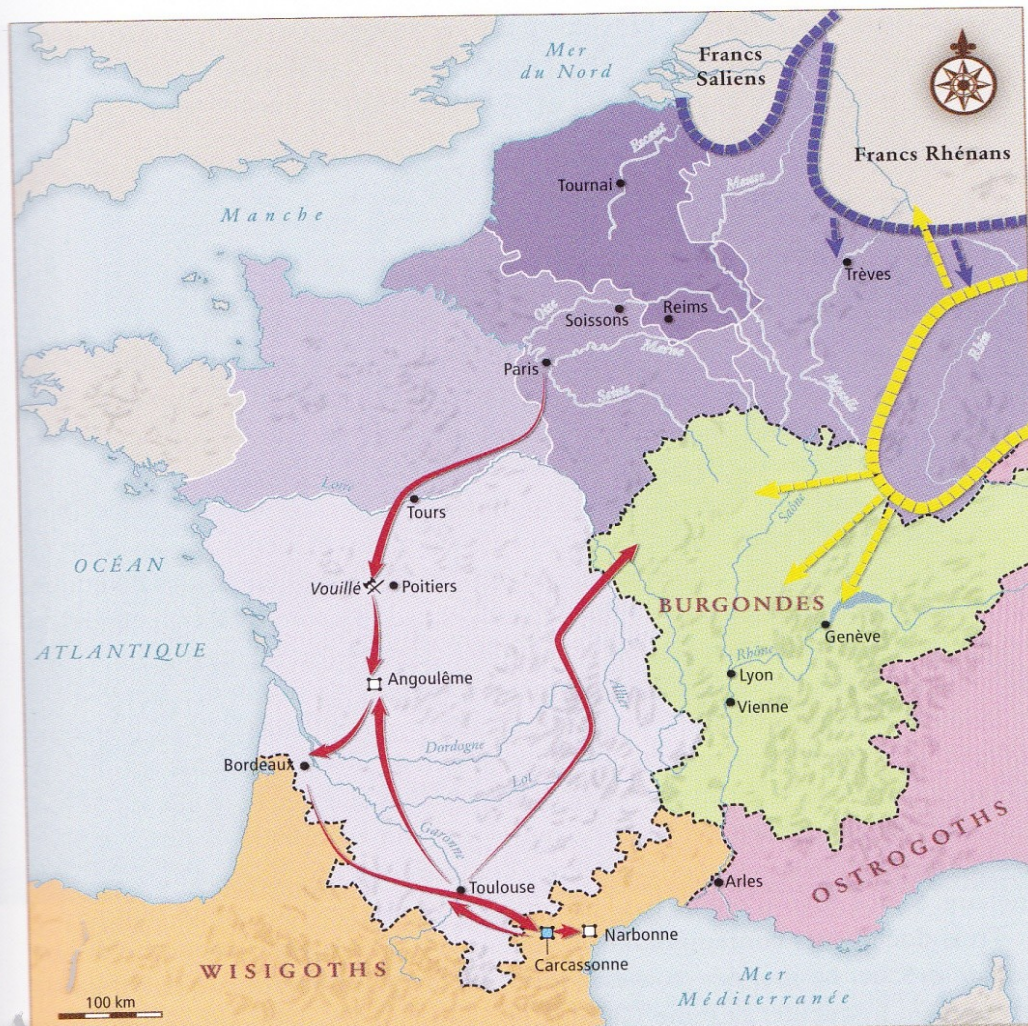 Mer
du Nord
Francs
Saliens
Francs Rhénans
Escaut
Tournai
Meuse
Manche
Trèves
Oise
Soissons
Reims
Rhin
Marne
Paris
Seine
Moselle
Loire
Tours
Saône
OCÉAN
Vouillé
Poitiers
BURGONDES
Genève
ATLANTIQUE
Rhône
Lyon
Angoulême
Allier
Vienne
Dordogne
Bordeaux
Lot
Garonne
OSTROGOTHS
Toulouse
Arles
Narbonne
Carcassonne
WISIGOTHS
Mer
Méditerranée
100 km